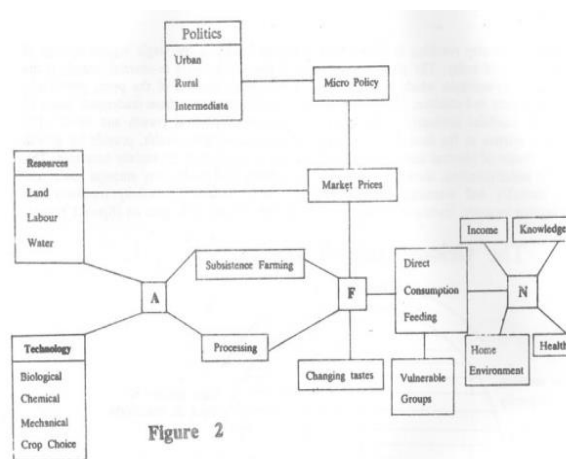 Politics
Urban
Rural
Intermediata
Micro Policy
Resources
Land
Labour
Water
Market Prices
Income
Knowledge
Subsistence Farming
Direct
Consumption
Feeding
A
F
N
Processing
Home
Environment
Health
Technology
Biological
Chemical
Mechanical
Crop Choice
Changing tastes
Vulnerable
Groups
Figure 2